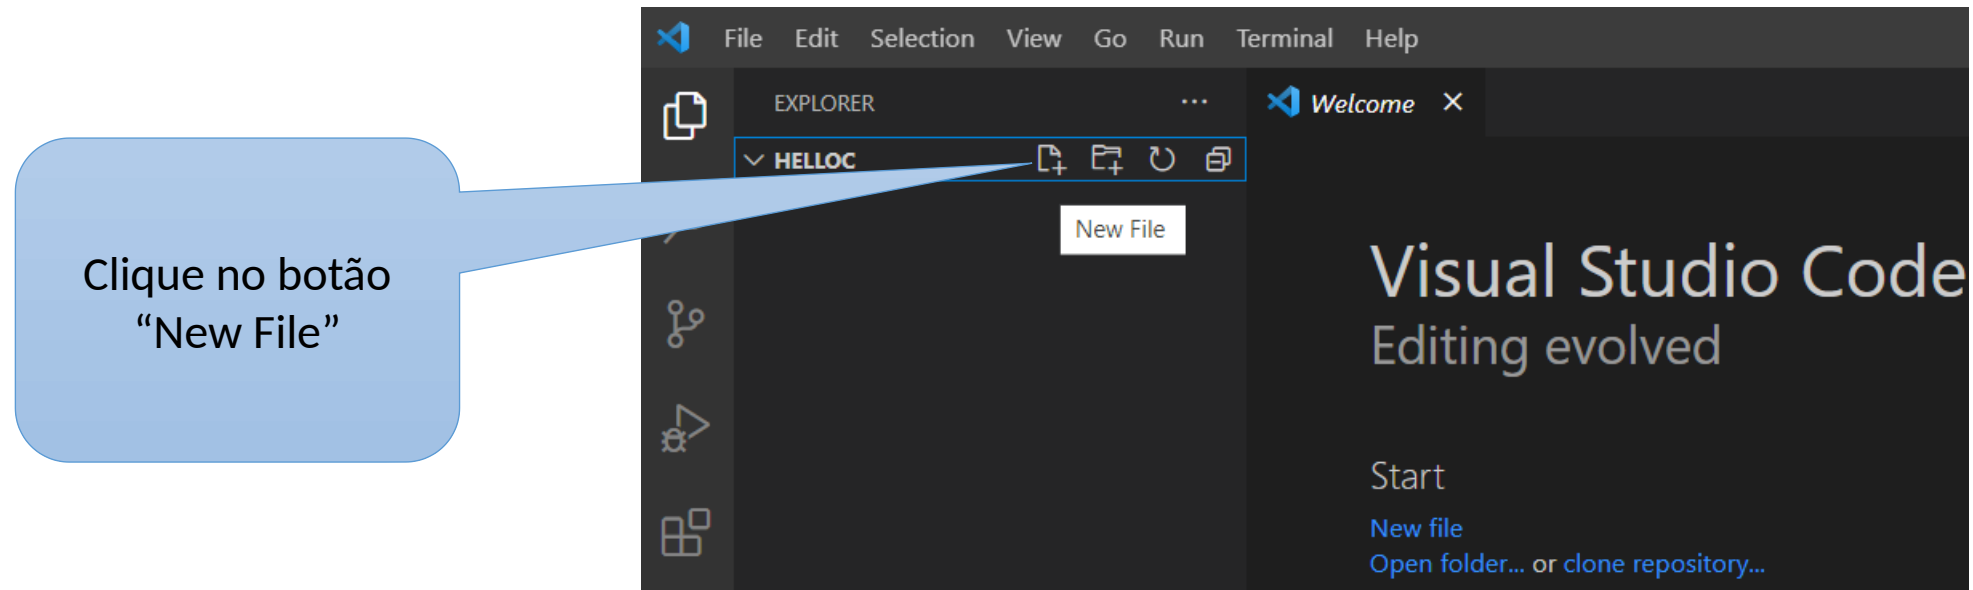 File Edit Selection View Go Run Terminal Help
EXPLORER ... Welcome
HELLOC
New File
Clique no botão
“New File”
Visual Studio Code
Editing evolved
Start
New file
Open folder... or clone repository...